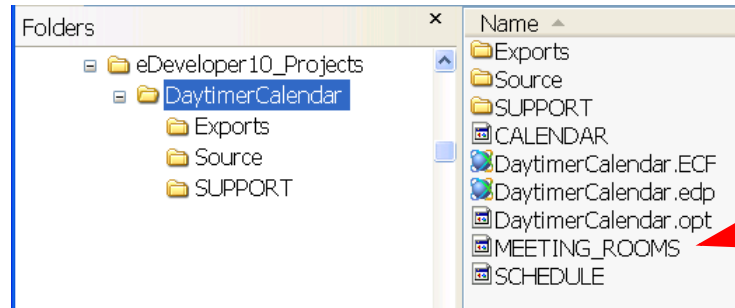 Folders
×
eDeveloper10_Projects
DaytimerCalendar
Exports
Source
SUPPORT
Name
Exports
Source
SUPPORT
CALENDAR
DaytimerCalendar.ECF
DaytimerCalendar.edp
DaytimerCalendar.opt
MEETING_ROOMS
SCHEDULE